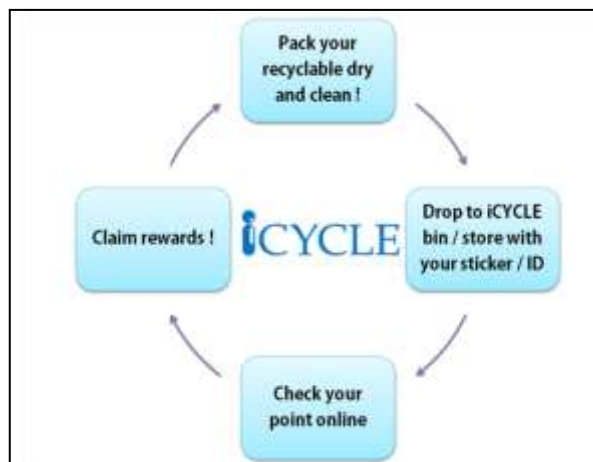 Pack your
recyclable dry
and clean !
Claim rewards !
iCYCLE
Drop to iCYCLE
bin / store with
your sticker / ID
Check your
point online